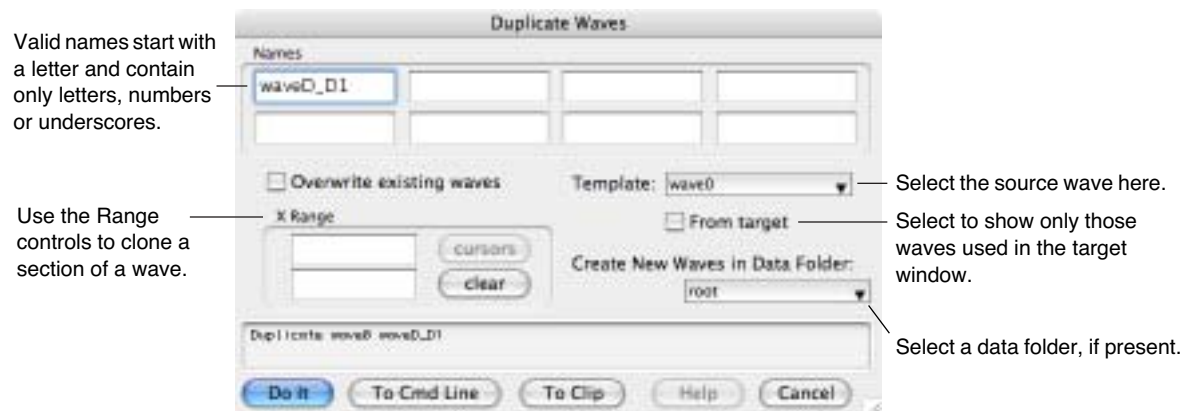 Duplicate Waves
Valid names start with
a letter and contain
only letters, numbers
or underscores.
Names
waveD_D1
Overwrite existing waves
Template: wave0
Select the source wave here.
Use the Range
controls to clone a
section of a wave.
X Range
cursors
clear
From target
Select to show only those
waves used in the target
window.
Create New Waves in Data Folder:
root
Select a data folder, if present.
Duplicate wave0 waveD_D1
Do It
To Cmd Line
To Clip
Help
Cancel